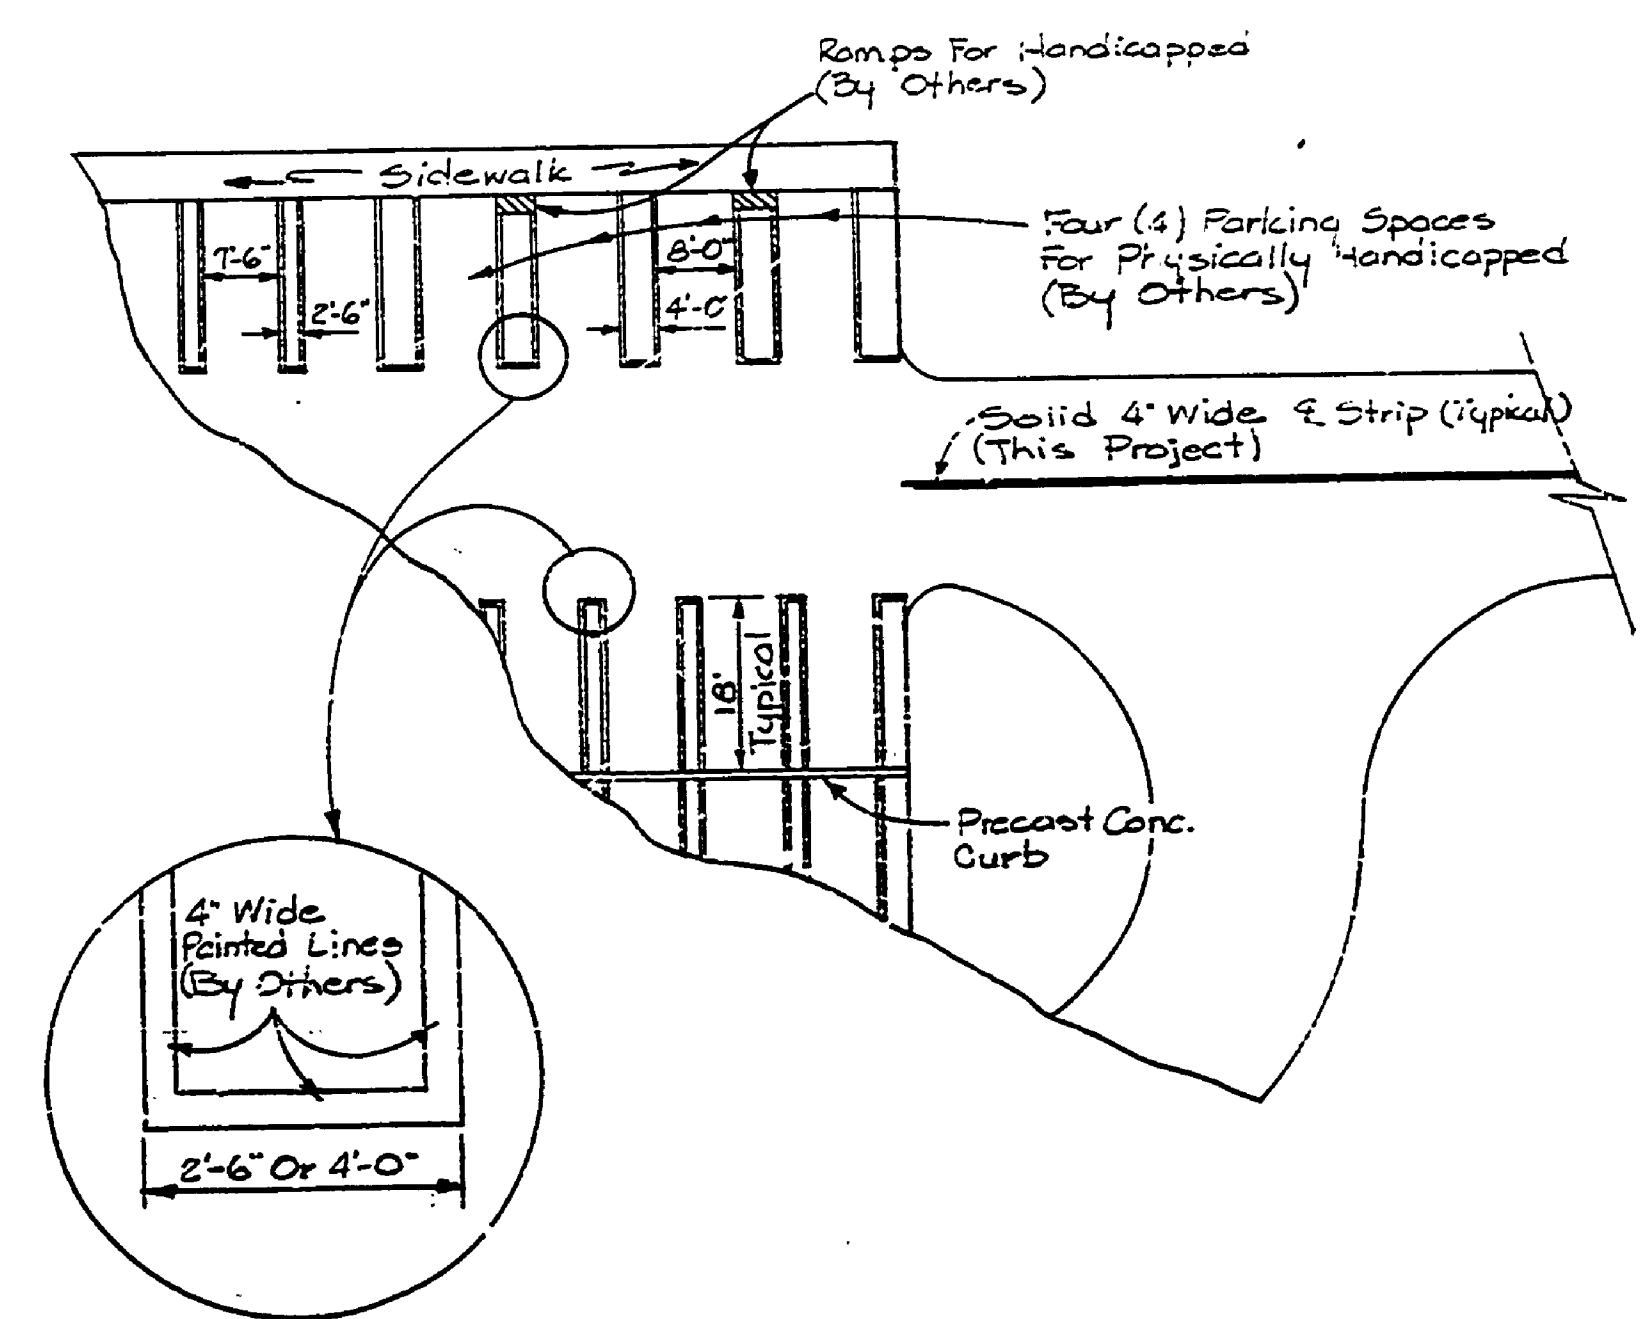 Ramps For Handicapped
(By Others)
Sidewalk
Four (4) Parking Spaces
For Physically Handicapped
(By Others)
7'-6"
8'-0"
2'-6"
4'-0
Solid 4" Wide ℄ Strip (Typical)
(This Project)
18'
Typical
Precast Conc.
Curb
4" Wide
Painted Lines
(By Others)
2'-6" Or 4'-0"